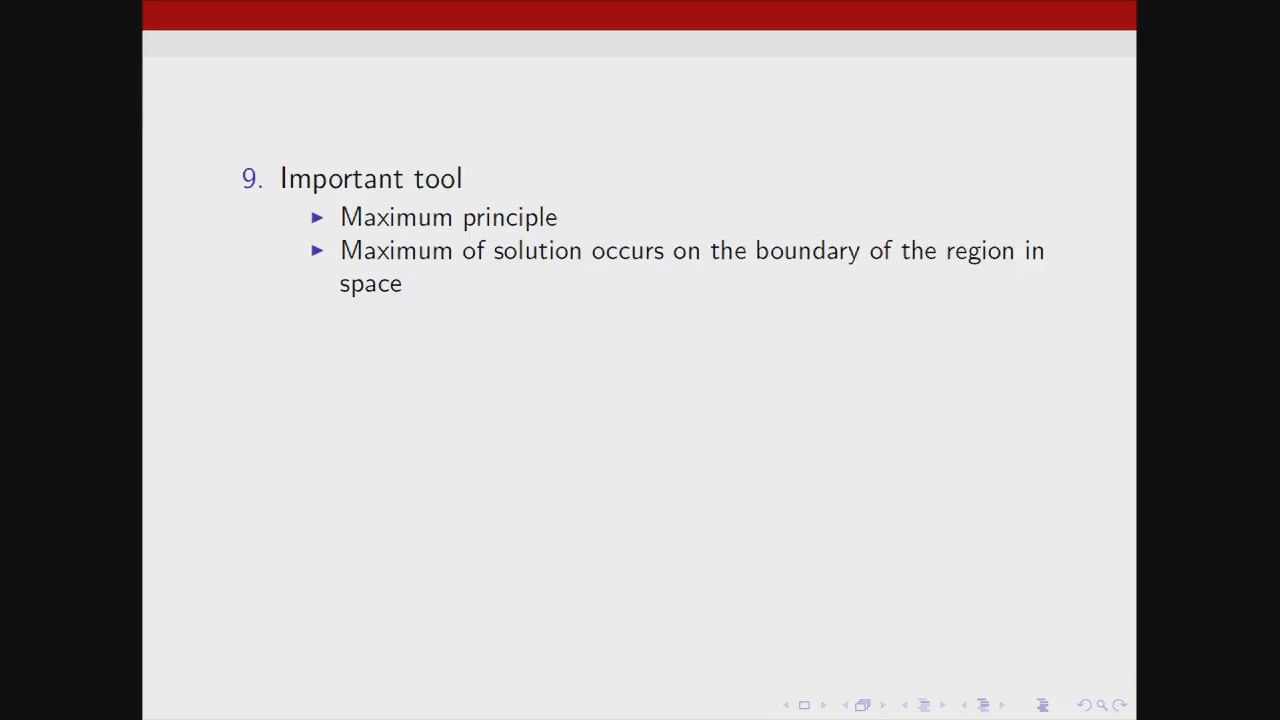 9. Important tool
▶ Maximum principle
▶ Maximum of solution occurs on the boundary of the region in
space